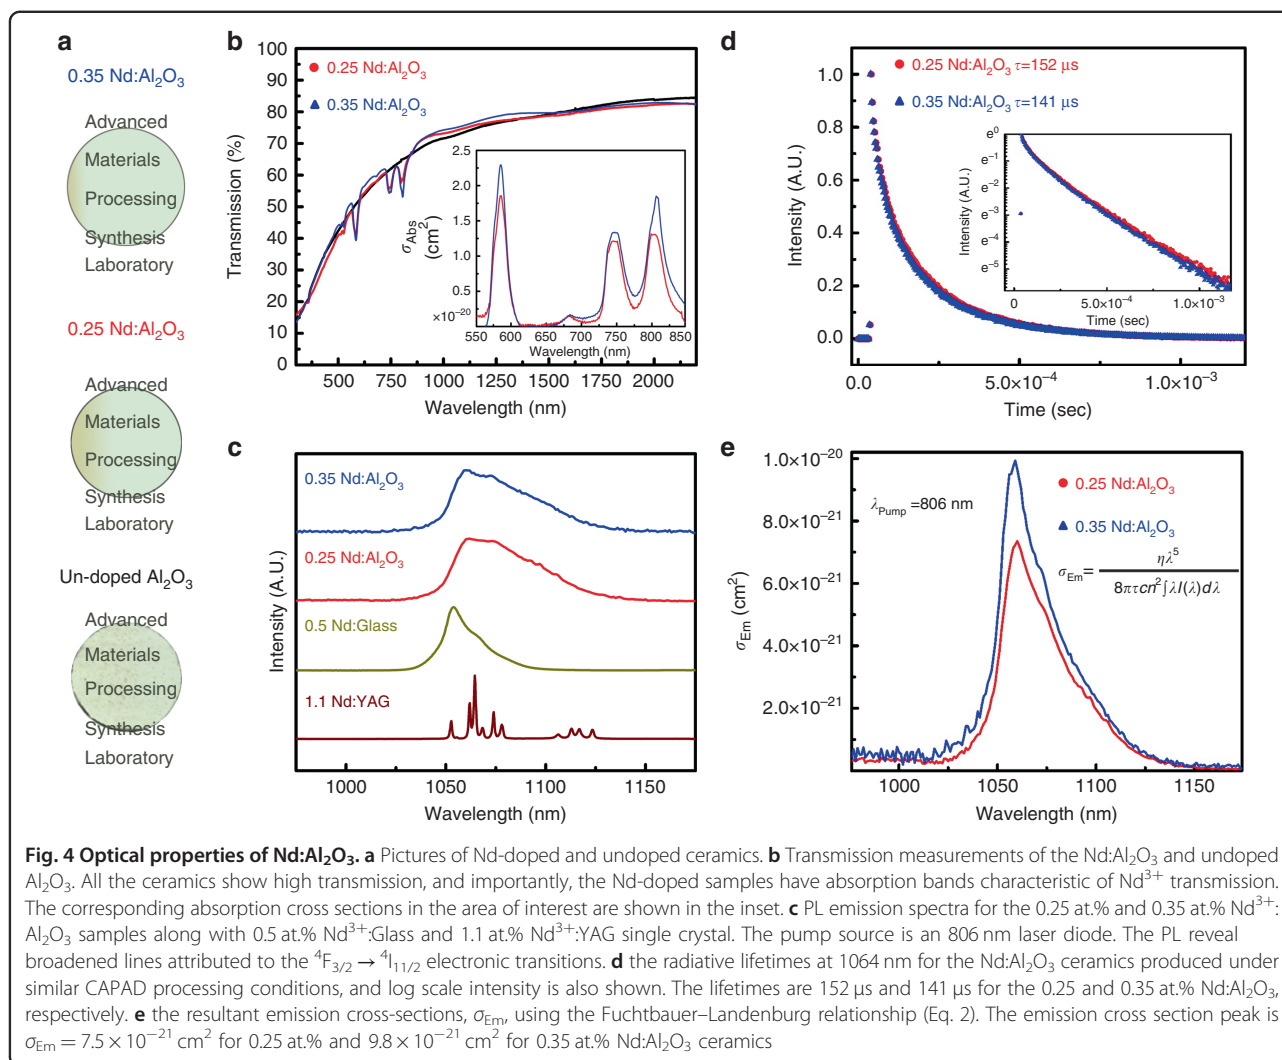 a
0.35 Nd:Al₂O₃
Advanced
Materials
Processing
Synthesis
Laboratory
0.25 Nd:Al₂O₃
Advanced
Materials
Processing
Synthesis
Laboratory
Un-doped Al₂O₃
Advanced
Materials
Processing
Synthesis
Laboratory
b
100
90
80
70
60
50
40
30
20
10
0
Transmission (%)
0.25 Nd:Al₂O₃
0.35 Nd:Al₂O₃
2.5
2.0
1.75
1.25
0.75
0.25
×10⁻²⁰
σAbs
(cm²)
550 600 650 700 750 800 850
Wavelength (nm)
500 750 1000 1250 1500 1750 2000
Wavelength (nm)
c
0.35 Nd:Al₂O₃
0.25 Nd:Al₂O₃
0.5 Nd:Glass
1.1 Nd:YAG
Intensity (A.U.)
1000 1050 1100 1150
Wavelength (nm)
d
0.25 Nd:Al₂O₃ τ=152 µs
0.35 Nd:Al₂O₃ τ=141 µs
1.0
0.8
0.6
0.4
0.2
0.0
Intensity (A.U.)
e⁰
e⁻¹
e⁻²
e⁻³
e⁻⁴
e⁻⁵
Intensity (A.U.)
0 5.0×10⁻⁴ 1.0×10⁻³
Time (sec)
0.0 5.0×10⁻⁴ 1.0×10⁻³
Time (sec)
e
1.0×10⁻²⁰
8.0×10⁻²¹
6.0×10⁻²¹
4.0×10⁻²¹
2.0×10⁻²¹
σEm (cm²)
λPump =806 nm
0.25 Nd:Al₂O₃
0.35 Nd:Al₂O₃
σEm= ηλ⁵ / 8πτcn²∫λI(λ)dλ
1000 1050 1100 1150
Wavelength (nm)
Fig. 4 Optical properties of Nd:Al₂O₃. a Pictures of Nd-doped and undoped ceramics. b Transmission measurements of the Nd:Al₂O₃ and undoped
Al₂O₃. All the ceramics show high transmission, and importantly, the Nd-doped samples have absorption bands characteristic of Nd³⁺ transmission.
The corresponding absorption cross sections in the area of interest are shown in the inset. c PL emission spectra for the 0.25 at.% and 0.35 at.% Nd³⁺:
Al₂O₃ samples along with 0.5 at.% Nd³⁺:Glass and 1.1 at.% Nd³⁺:YAG single crystal. The pump source is an 806 nm laser diode. The PL reveal
broadened lines attributed to the ⁴F₃/₂ → ⁴I₁₁/₂ electronic transitions. d the radiative lifetimes at 1064 nm for the Nd:Al₂O₃ ceramics produced under
similar CAPAD processing conditions, and log scale intensity is also shown. The lifetimes are 152 µs and 141 µs for the 0.25 and 0.35 at.% Nd:Al₂O₃,
respectively. e the resultant emission cross-sections, σEm, using the Fuchtbauer–Landenburg relationship (Eq. 2). The emission cross section peak is
σEm = 7.5 × 10⁻²¹ cm² for 0.25 at.% and 9.8 × 10⁻²¹ cm² for 0.35 at.% Nd:Al₂O₃ ceramics